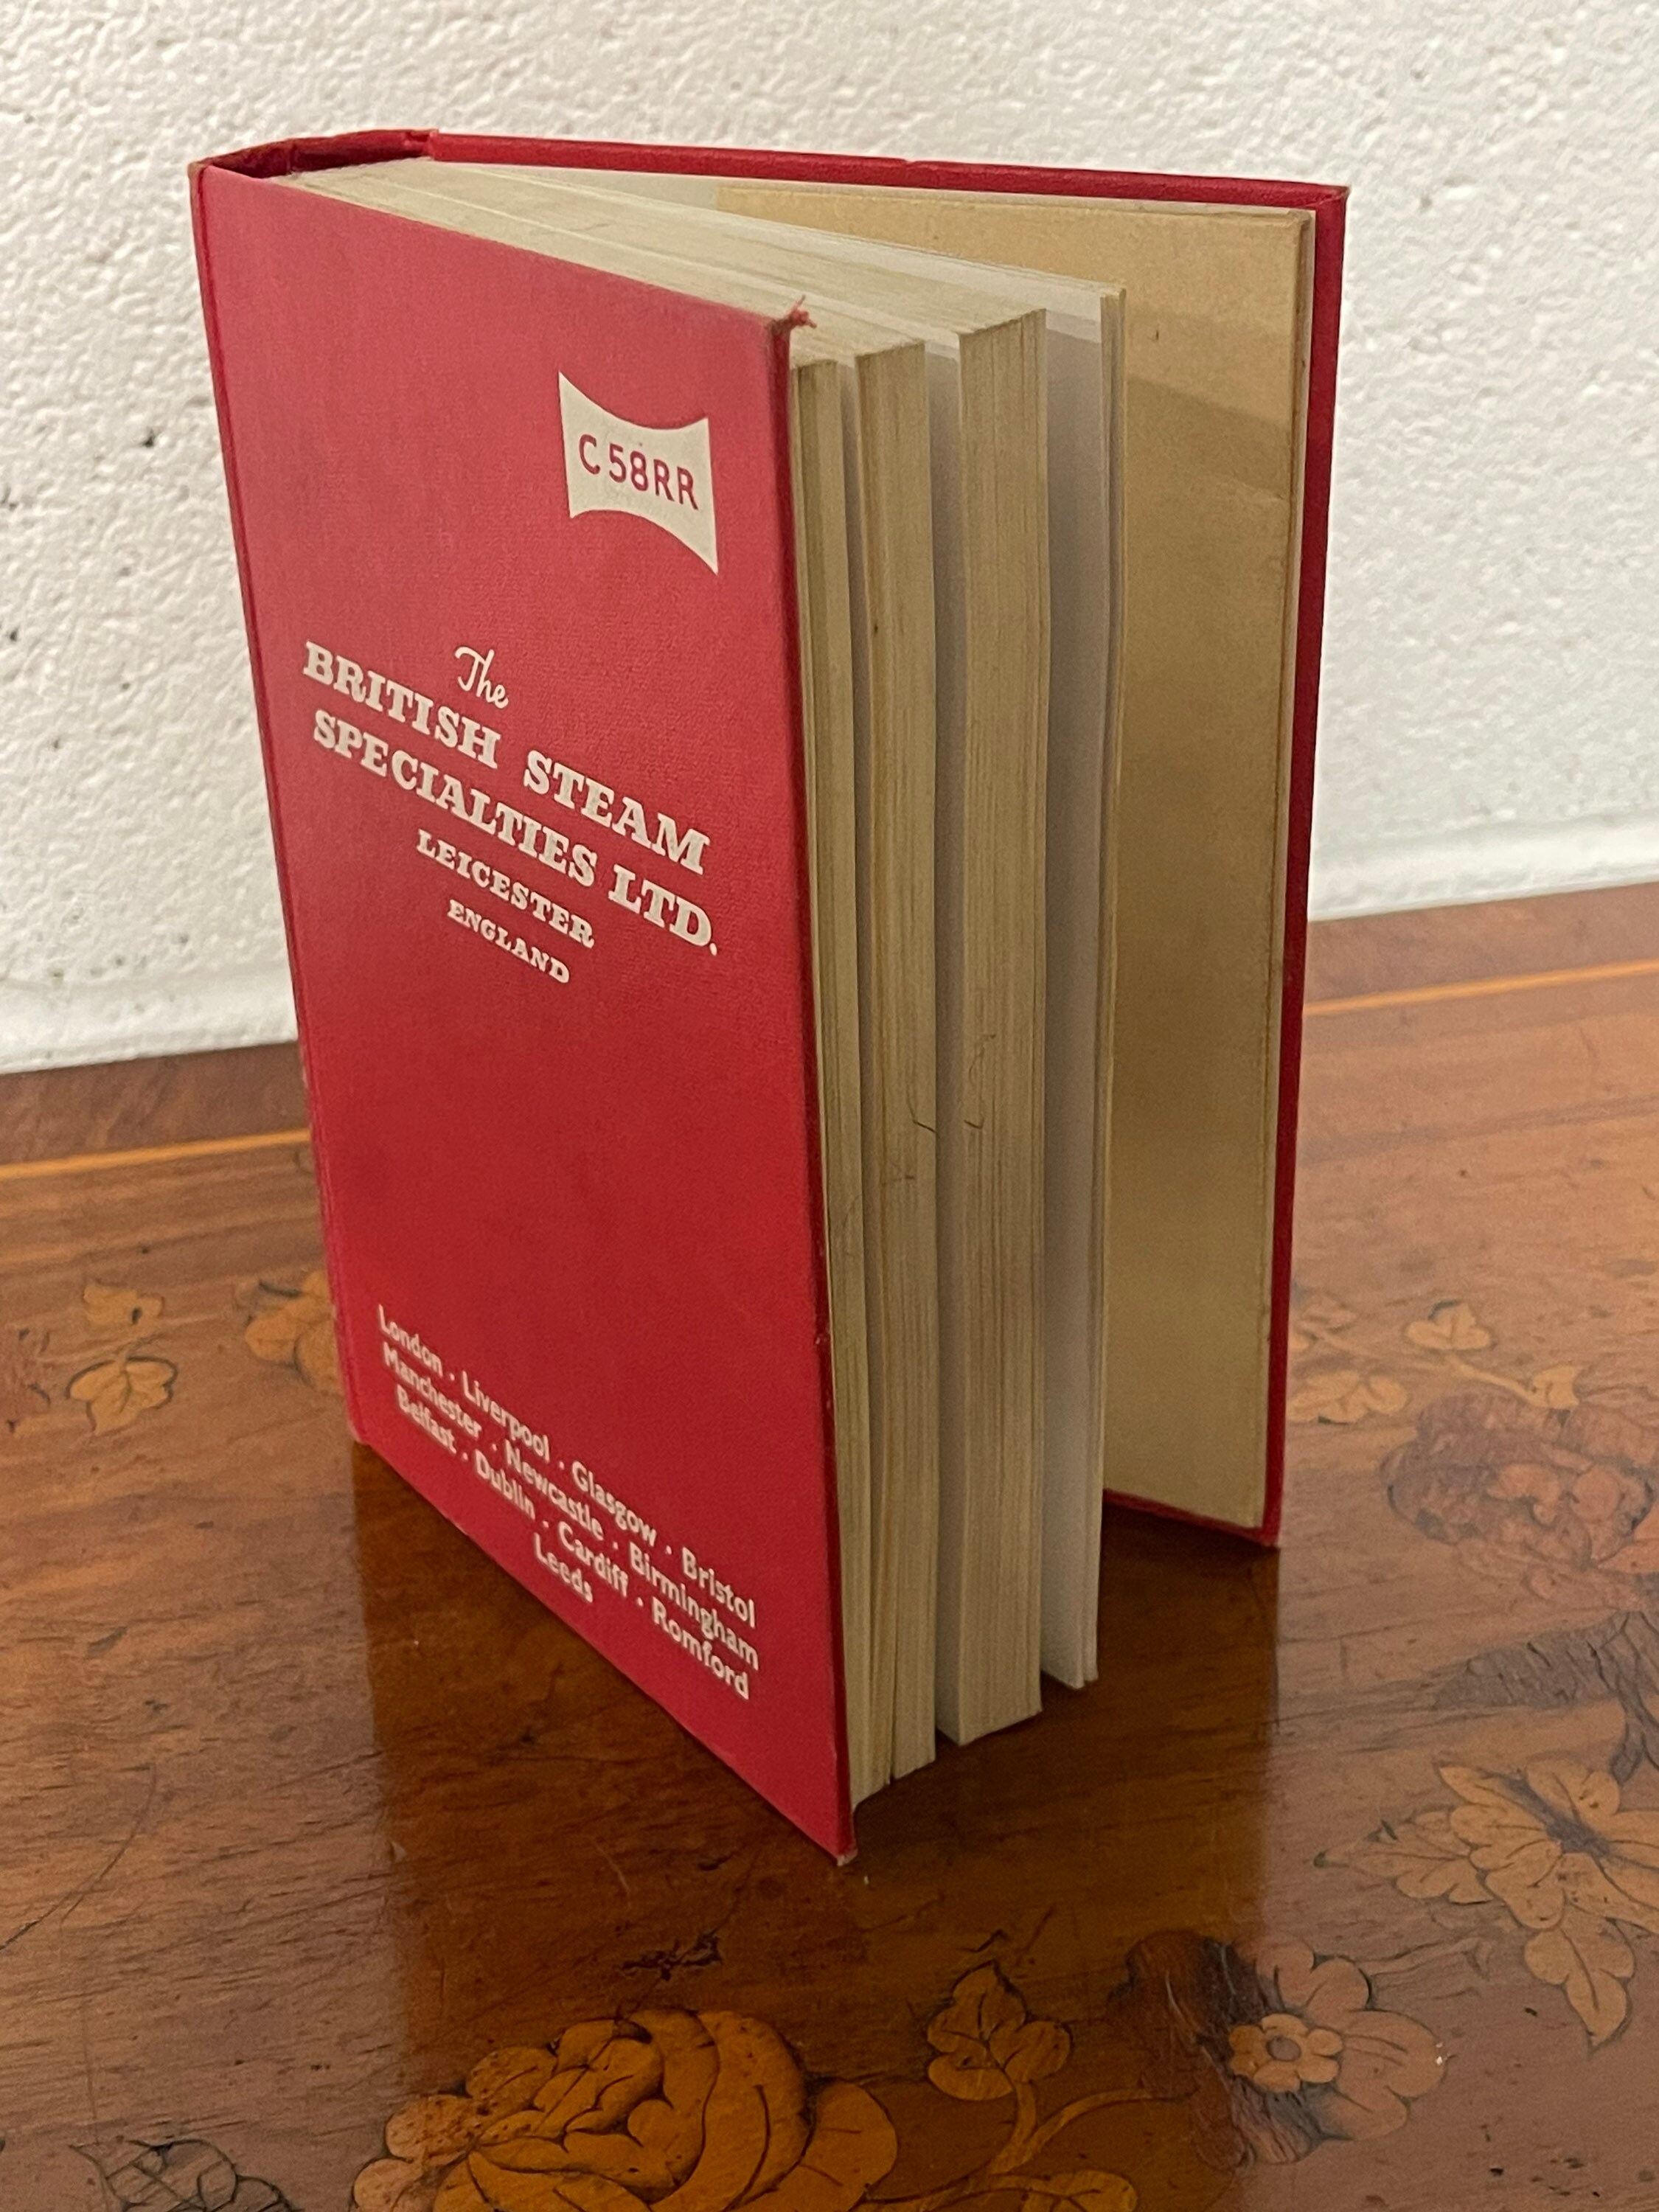 C58RR
The
BRITISH STEAM
SPECIALTIES LTD.
LEICESTER
ENGLAND
London · Liverpool · Glasgow · Bristol
Manchester · Newcastle · Birmingham
Belfast · Dublin · Cardiff · Romford
Leeds